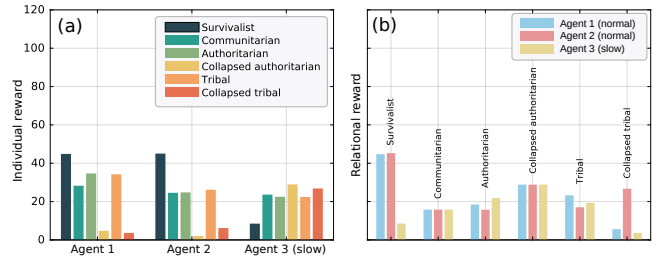 (a)
Individual reward
120
100
80
60
40
20
0
Survivalist
Communitarian
Authoritarian
Collapsed authoritarian
Tribal
Collapsed tribal
Agent 1
Agent 2
Agent 3 (slow)
(b)
Relational reward
Agent 1 (normal)
Agent 2 (normal)
Agent 3 (slow)
Survivalist
Communitarian
Authoritarian
Collapsed authoritarian
Tribal
Collapsed tribal